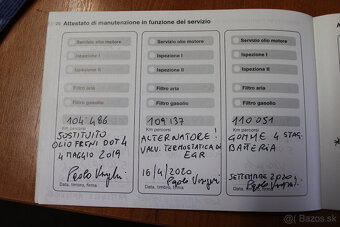 28 Attestato di manutenzione in funzione del servizio
Servizio olio motore
Ispezione I
Ispezione II
Filtro aria
Filtro gasolio
104 486
Km percorsi
SOSTITUITO
OLIO FRENI DOT 4
4 MAGGIO 2019
Data, timbro, firma
Servizio olio motore
Ispezione I
Ispezione II
Filtro aria
Filtro gasolio
109 137
Km percorsi
ALTERNATORE!
VALV. TERMOSTATICA DI
EGR
16/4/2020
Data, timbro, firma
Servizio olio motore
Ispezione I
Ispezione II
Filtro aria
Filtro gasolio
110 051
Km percorsi
GOMME 4 STAG.
BATTERIA
SETTEMBRE 2020
Data, timbro, firma
Bazos.sk